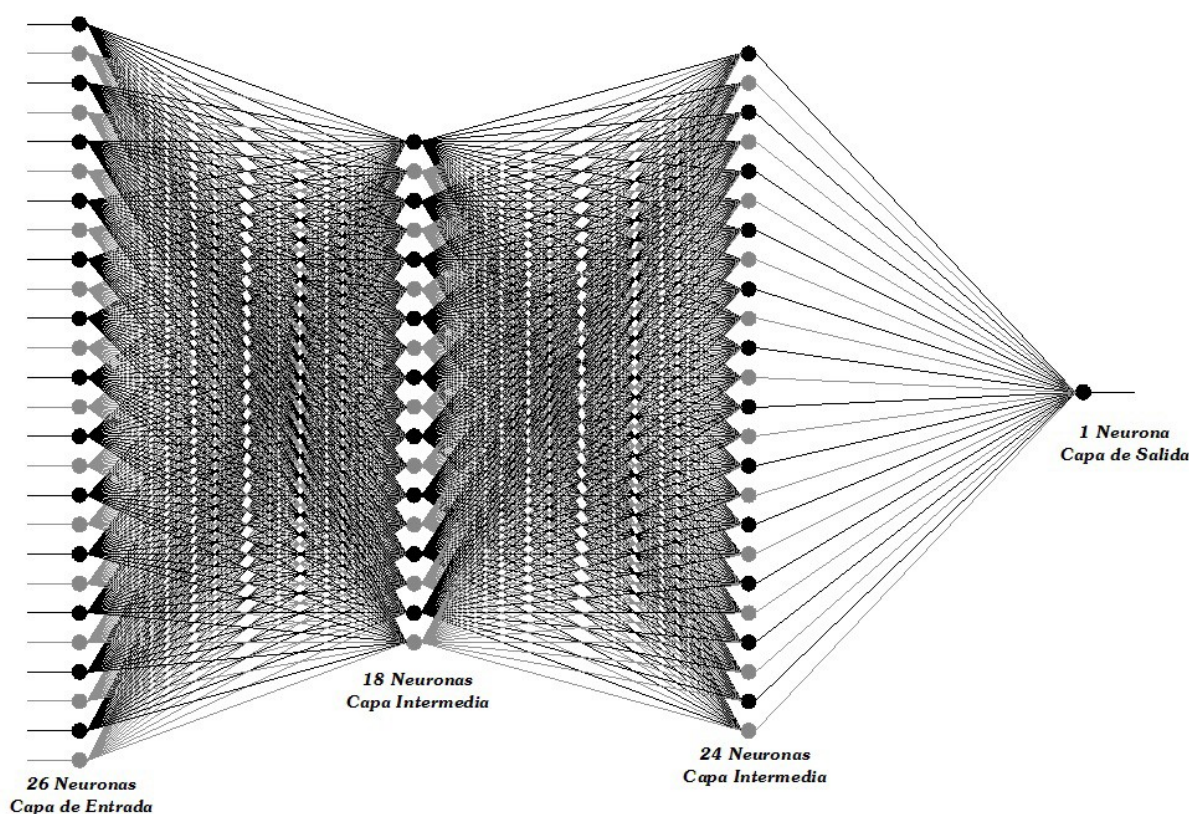 26 Neuronas
Capa de Entrada
18 Neuronas
Capa Intermedia
24 Neuronas
Capa Intermedia
1 Neurona
Capa de Salida